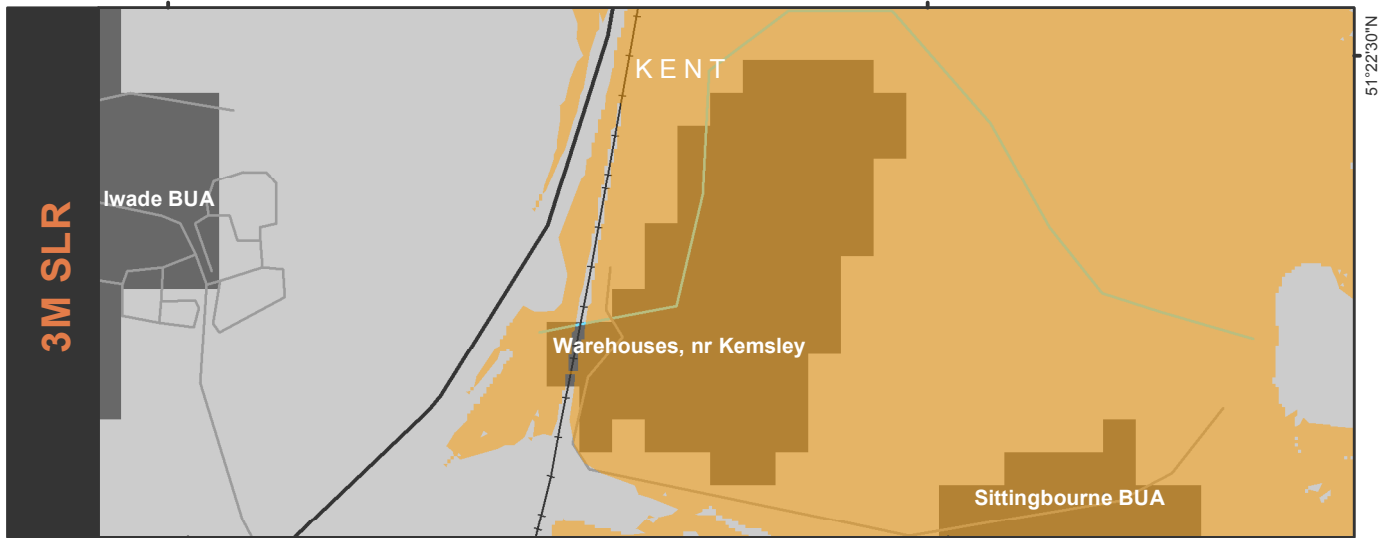 KENT
51°22'30"N
3M SLR
Iwade BUA
Warehouses, nr Kemsley
Sittingbourne BUA